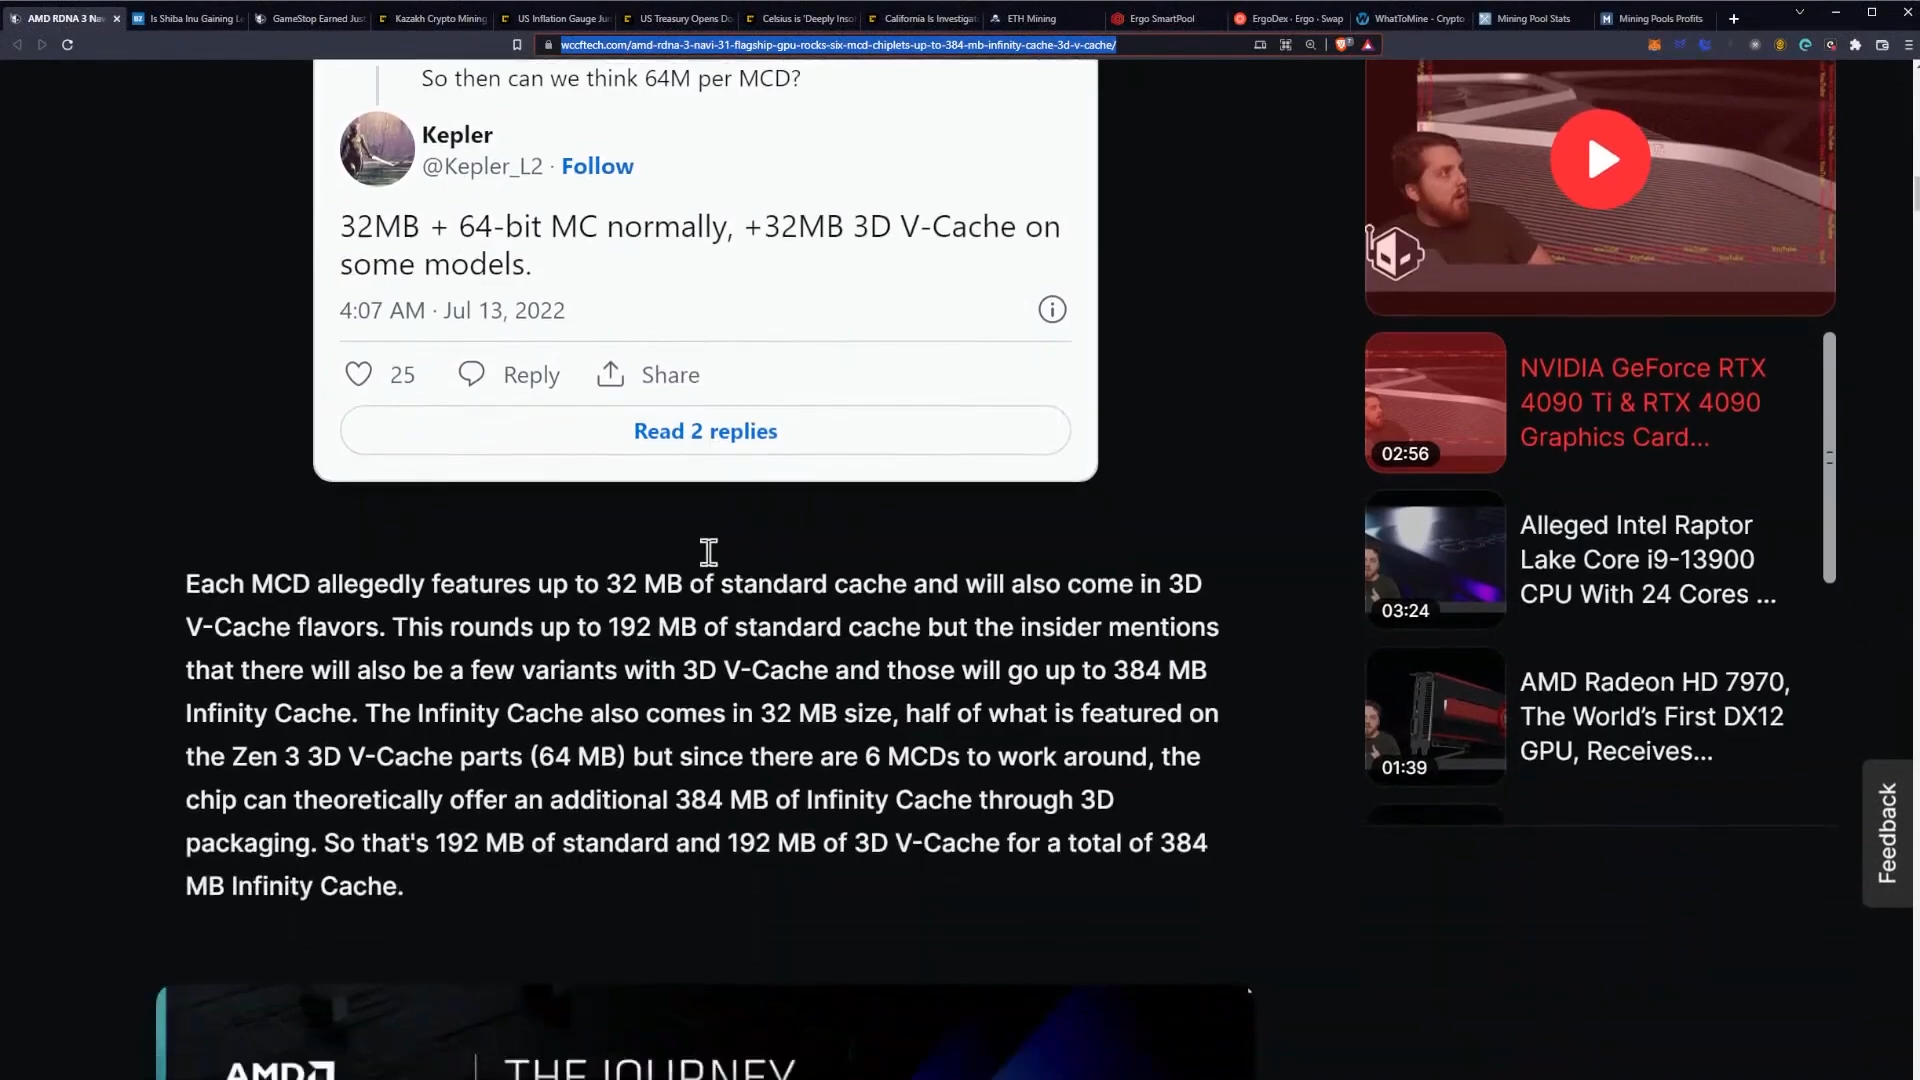 AMD RDNA 3 Na
Is Shiba Inu Gaining Le
GameStop Earned Just
Kazakh Crypto Mining
US Inflation Gauge Jun
US Treasury Opens Do
Celsius is 'Deeply Inso
California Is Investigat
ETH Mining
Ergo SmartPool
ErgoDex · Ergo · Swap
WhatToMine - Crypto
Mining Pool Stats
Mining Pools Profits
wccftech.com/amd-rdna-3-navi-31-flagship-gpu-rocks-six-mcd-chiplets-up-to-384-mb-infinity-cache-3d-v-cache/
So then can we think 64M per MCD?
Kepler
@Kepler_L2 · Follow
32MB + 64-bit MC normally, +32MB 3D V-Cache on
some models.
4:07 AM · Jul 13, 2022
25 Reply Share
Read 2 replies
Each MCD allegedly features up to 32 MB of standard cache and will also come in 3D
V-Cache flavors. This rounds up to 192 MB of standard cache but the insider mentions
that there will also be a few variants with 3D V-Cache and those will go up to 384 MB
Infinity Cache. The Infinity Cache also comes in 32 MB size, half of what is featured on
the Zen 3 3D V-Cache parts (64 MB) but since there are 6 MCDs to work around, the
chip can theoretically offer an additional 384 MB of Infinity Cache through 3D
packaging. So that's 192 MB of standard and 192 MB of 3D V-Cache for a total of 384
MB Infinity Cache.
AMD
THE JOURNEY
NVIDIA GeForce RTX
4090 Ti & RTX 4090
Graphics Card...
02:56
Alleged Intel Raptor
Lake Core i9-13900
CPU With 24 Cores ...
03:24
AMD Radeon HD 7970,
The World's First DX12
GPU, Receives...
01:39
Feedback